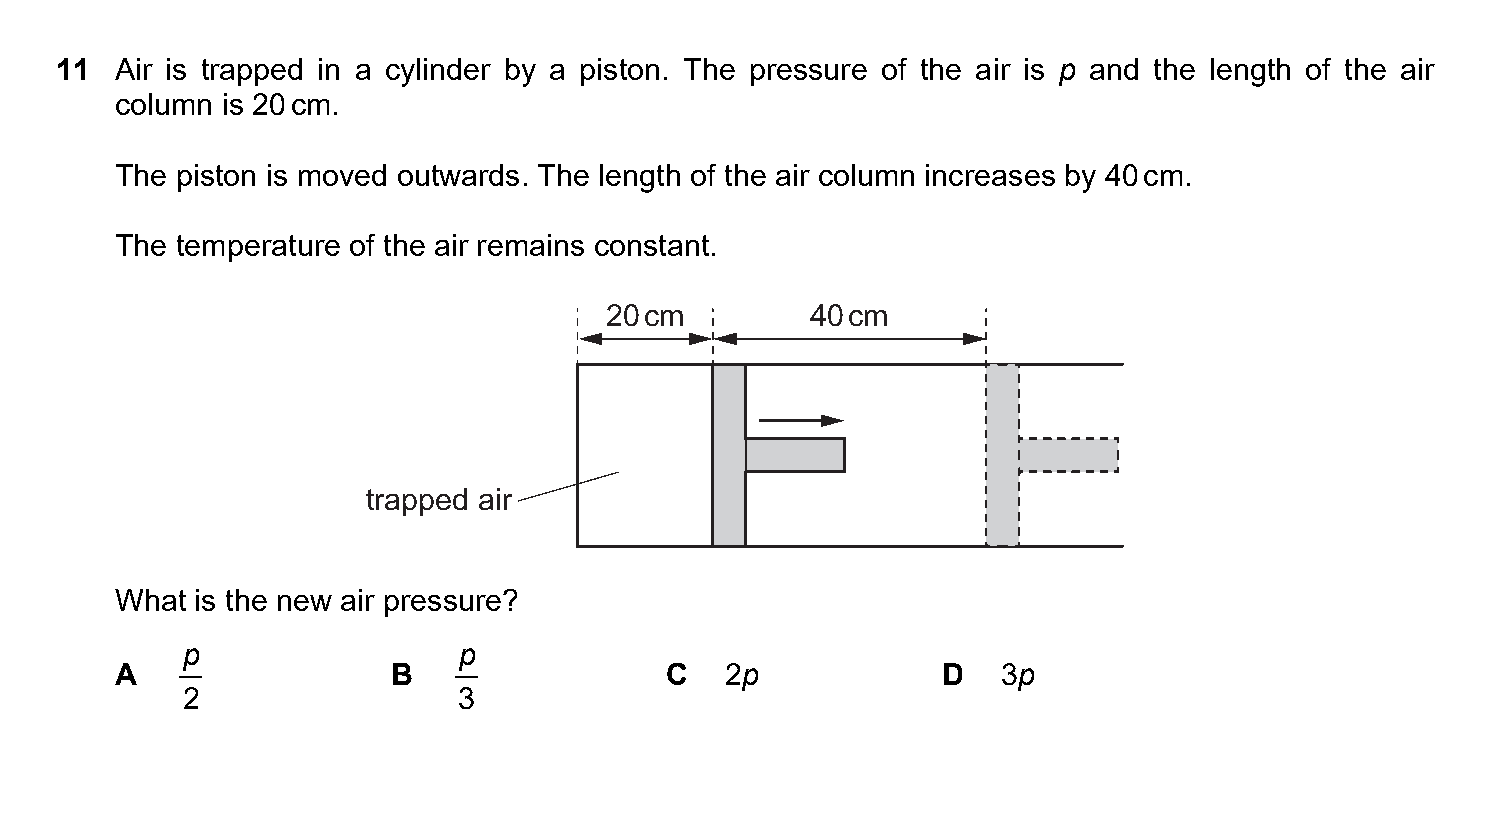 11 Air is trapped in a cylinder by a piston. The pressure of the air is p and the length of the air
column is 20 cm.
The piston is moved outwards. The length of the air column increases by 40 cm.
The temperature of the air remains constant.
20 cm 40 cm
trapped air
What is the new air pressure?
A p/2 B p/3 C 2p D 3p